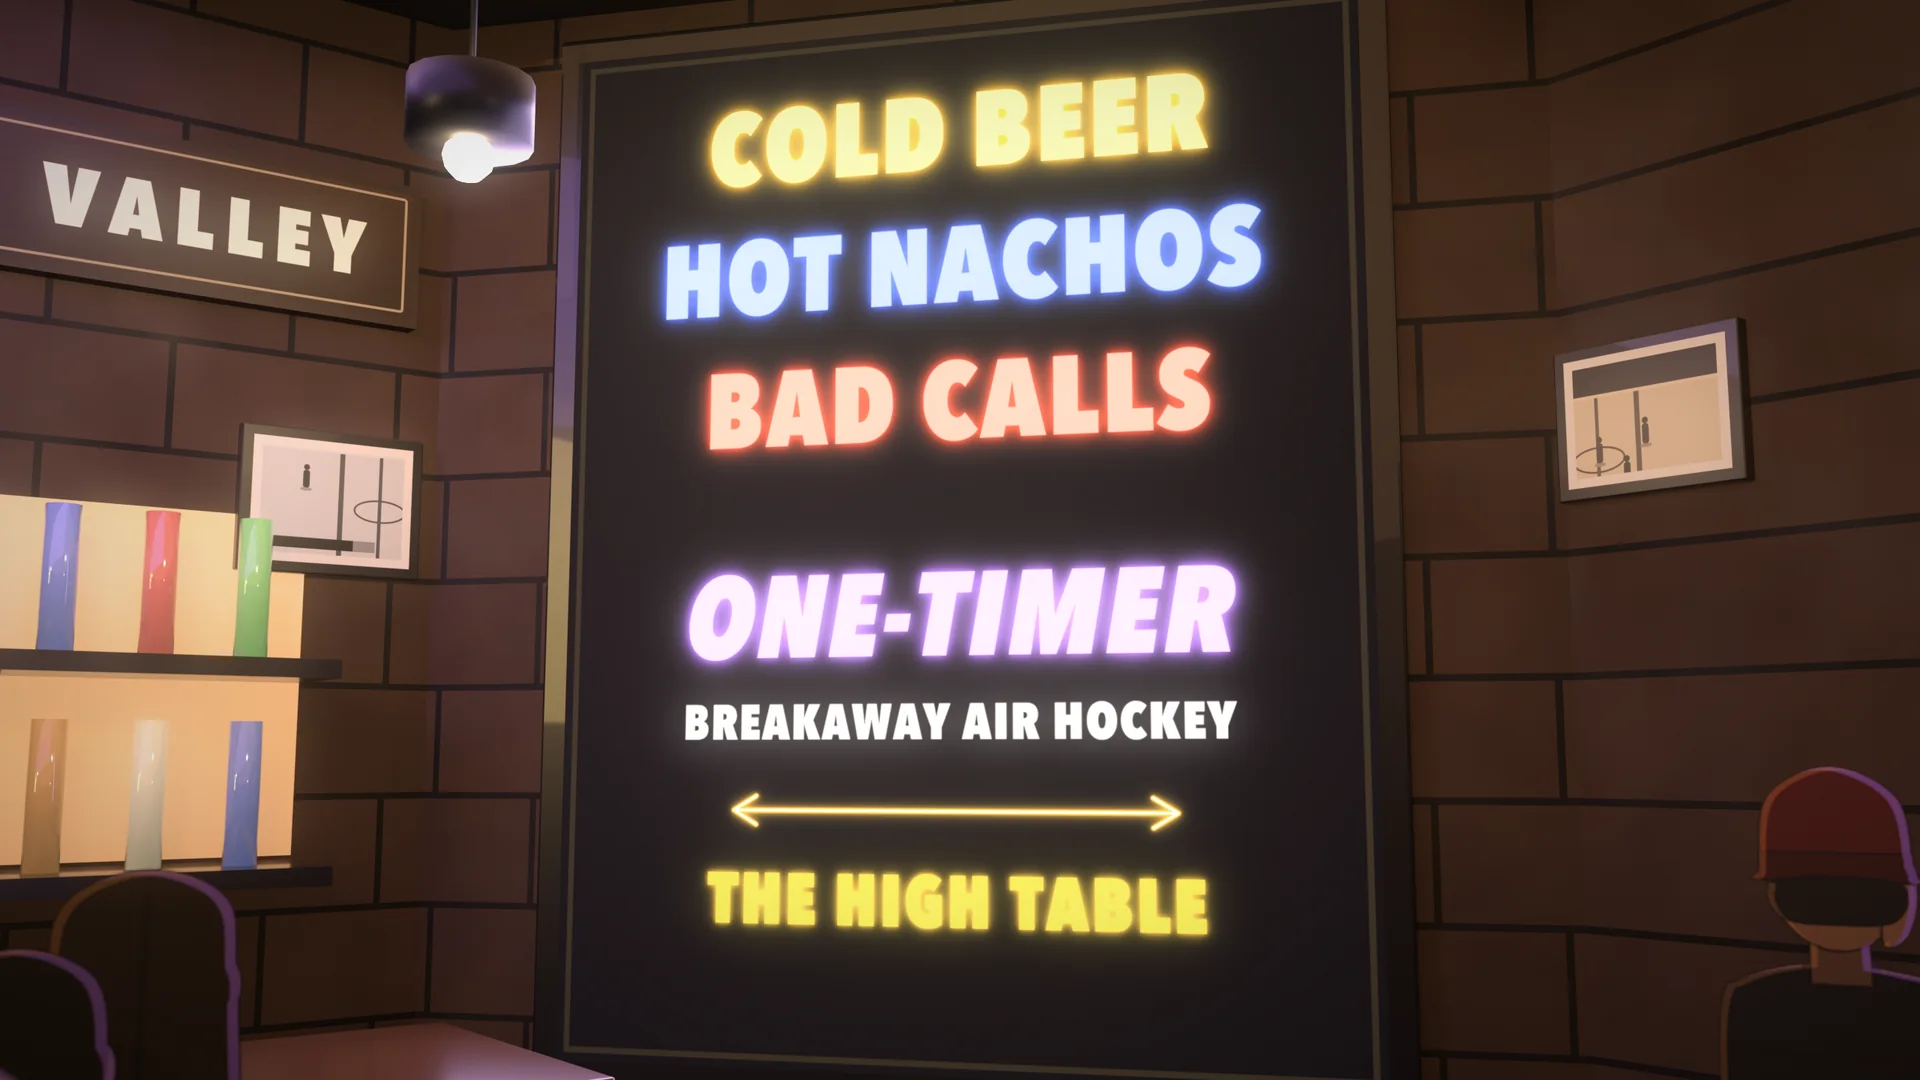 VALLEY
COLD BEER
HOT NACHOS
BAD CALLS
ONE-TIMER
BREAKAWAY AIR HOCKEY
THE HIGH TABLE